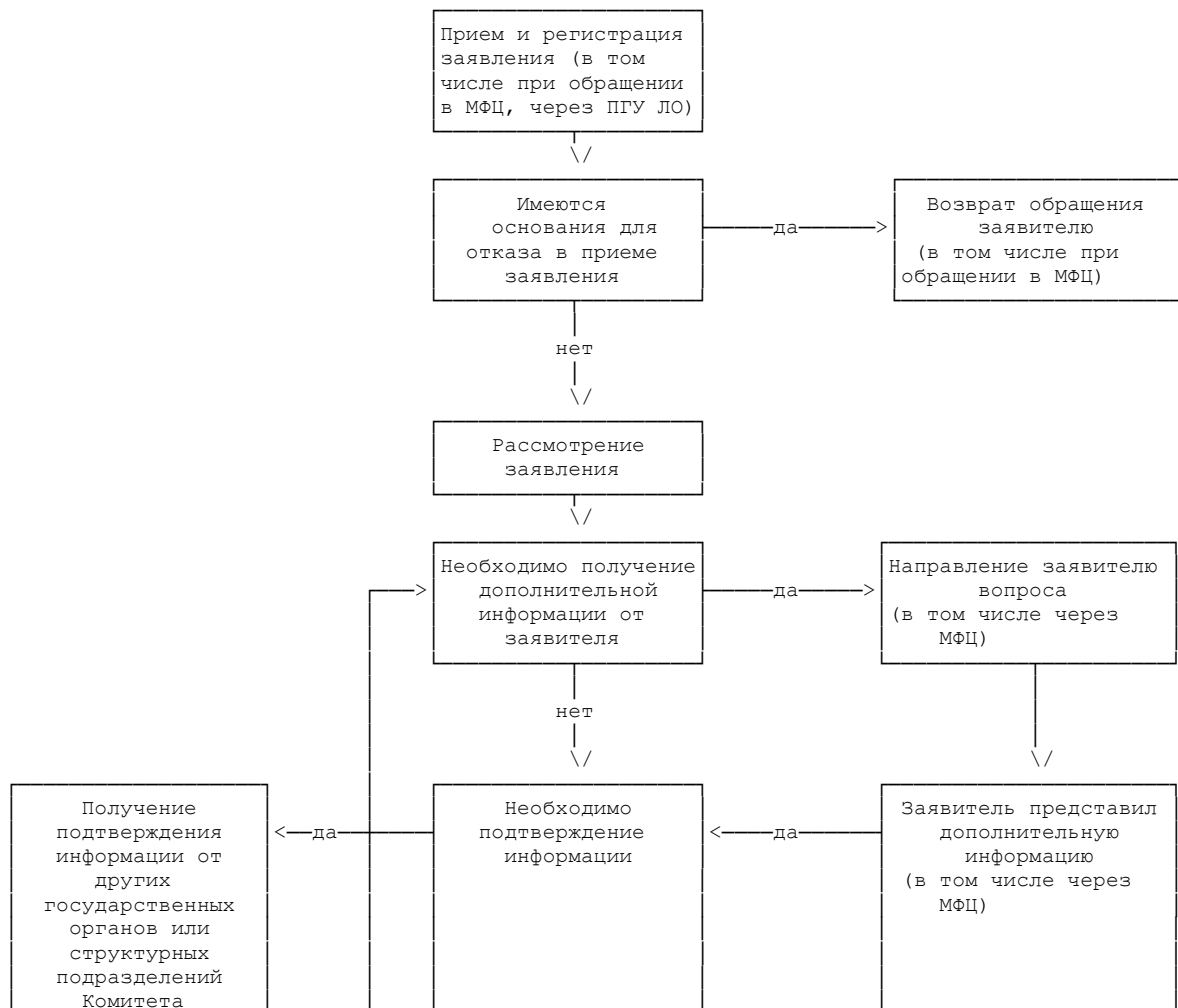 Прием и регистрация
заявления (в том
числе при обращении
в МФЦ, через ПГУ ЛО)
\/
Имеются
основания для
отказа в приеме
заявления
да
>
Возврат обращения
заявителю
(в том числе при
обращении в МФЦ)
нет
\/
Рассмотрение
заявления
\/
>
Необходимо получение
дополнительной
информации от
заявителя
да
>
Направление заявителю
вопроса
(в том числе через
МФЦ)
нет
\/
\/
Получение
подтверждения
информации от
других
государственных
органов или
структурных
подразделений
Комитета
<
да
Необходимо
подтверждение
информации
<
да
Заявитель представил
дополнительную
информацию
(в том числе через
МФЦ)